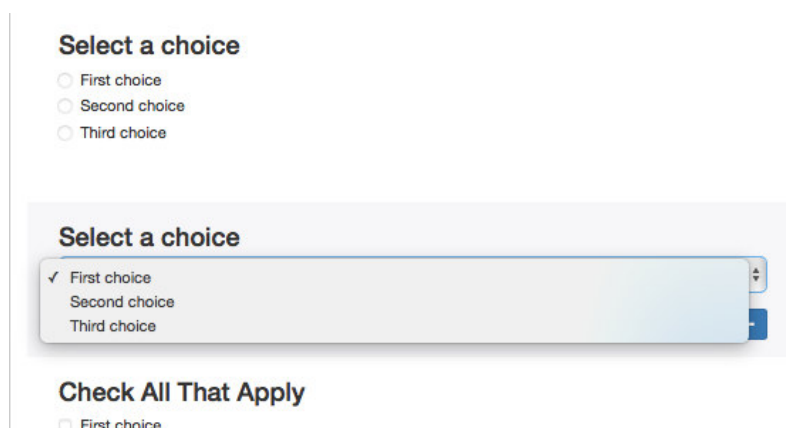 Select a choice
First choice
Second choice
Third choice
Select a choice
✓ First choice
Second choice
Third choice
Check All That Apply
First choice